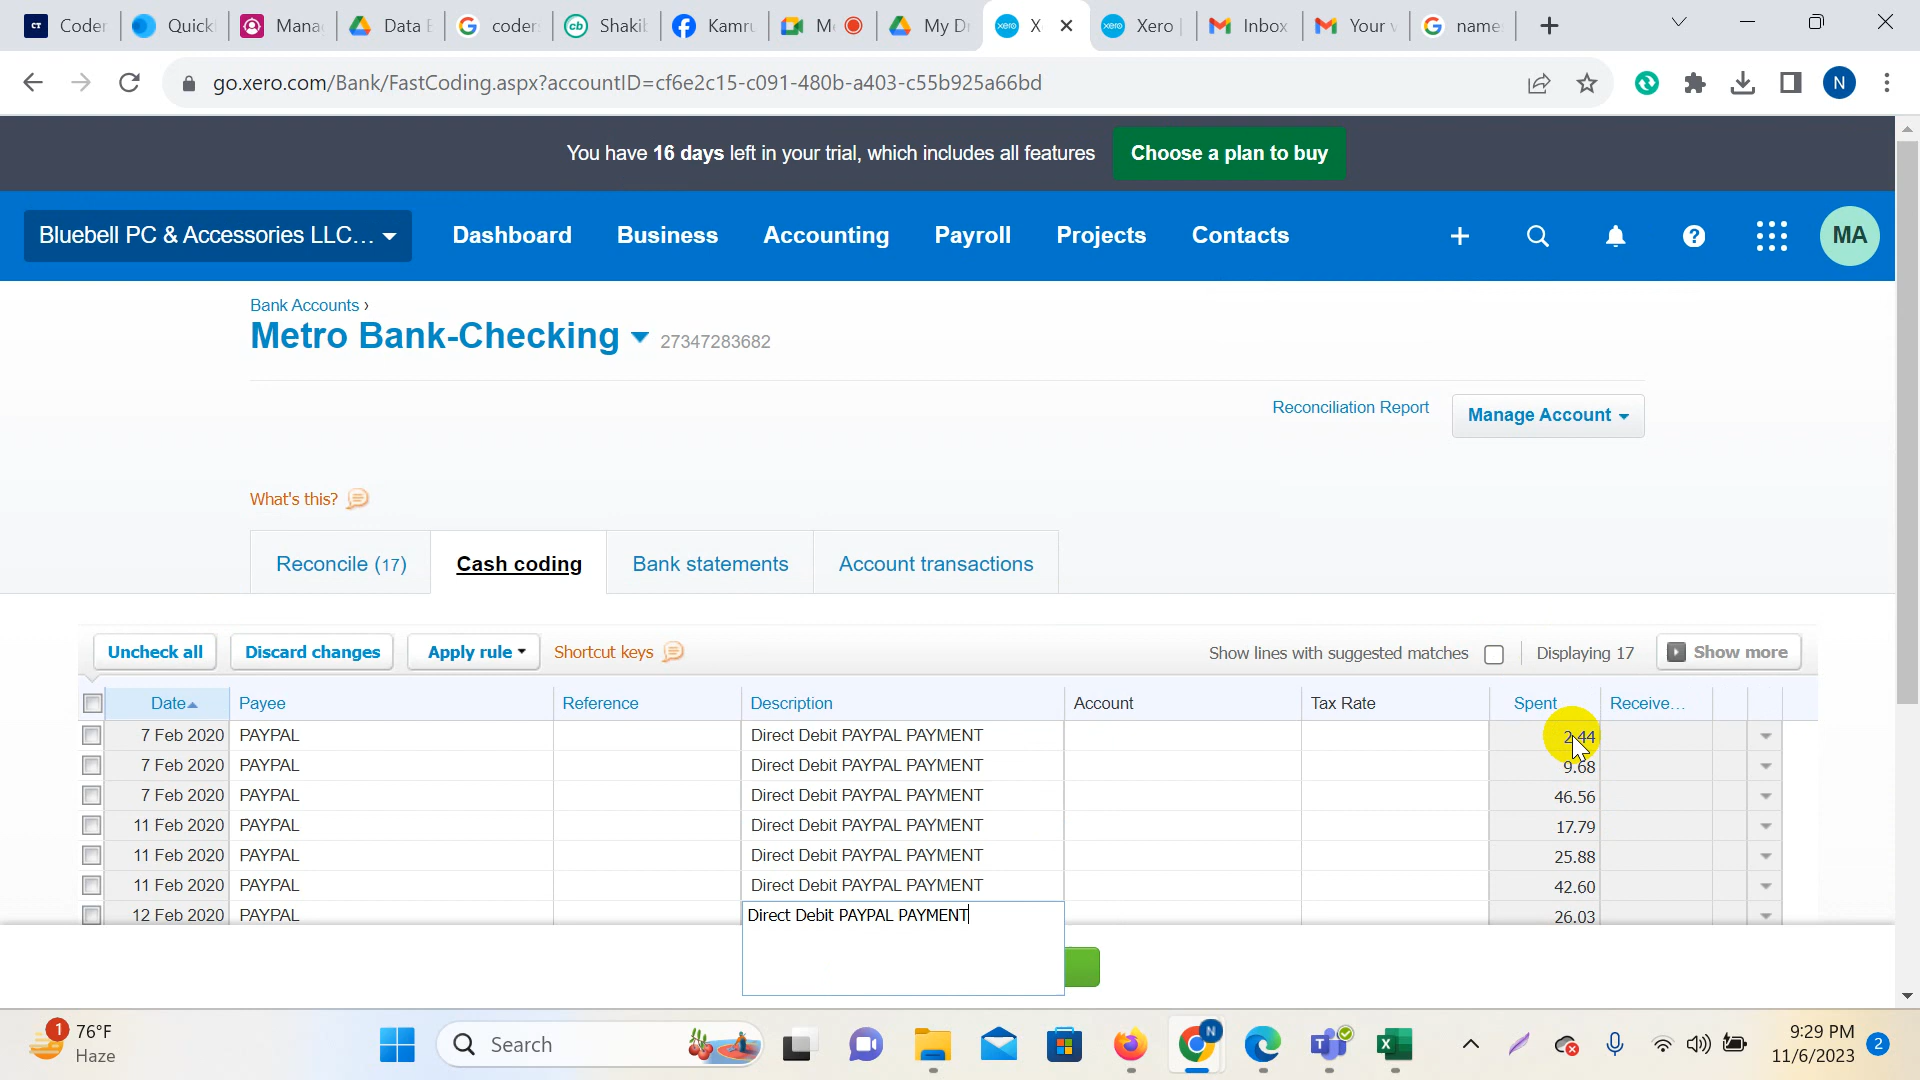 Coder
Quick
Mana
Data E
coder
Shakib
Kamru
M
My D
X
Xero |
Inbox
Your v
name
go.xero.com/Bank/FastCoding.aspx?accountID=cf6e2c15-c091-480b-a403-c55b925a66bd
N
You have 16 days left in your trial, which includes all features
Choose a plan to buy
Bluebell PC & Accessories LLC...
Dashboard
Business
Accounting
Payroll
Projects
Contacts
MA
Bank Accounts ›
Metro Bank-Checking 27347283682
Reconciliation Report
Manage Account
What's this?
Reconcile (17)
Cash coding
Bank statements
Account transactions
Uncheck all
Discard changes
Apply rule
Shortcut keys
Show lines with suggested matches
Displaying 17
Show more
Date Payee Reference Description Account Tax Rate Spent Receive...
7 Feb 2020 PAYPAL Direct Debit PAYPAL PAYMENT 2.44
7 Feb 2020 PAYPAL Direct Debit PAYPAL PAYMENT 9.68
7 Feb 2020 PAYPAL Direct Debit PAYPAL PAYMENT 46.56
11 Feb 2020 PAYPAL Direct Debit PAYPAL PAYMENT 17.79
11 Feb 2020 PAYPAL Direct Debit PAYPAL PAYMENT 25.88
11 Feb 2020 PAYPAL Direct Debit PAYPAL PAYMENT 42.60
12 Feb 2020 PAYPAL Direct Debit PAYPAL PAYMENT 26.03
1
76°F
Haze
Search
N
9:29 PM
11/6/2023
2